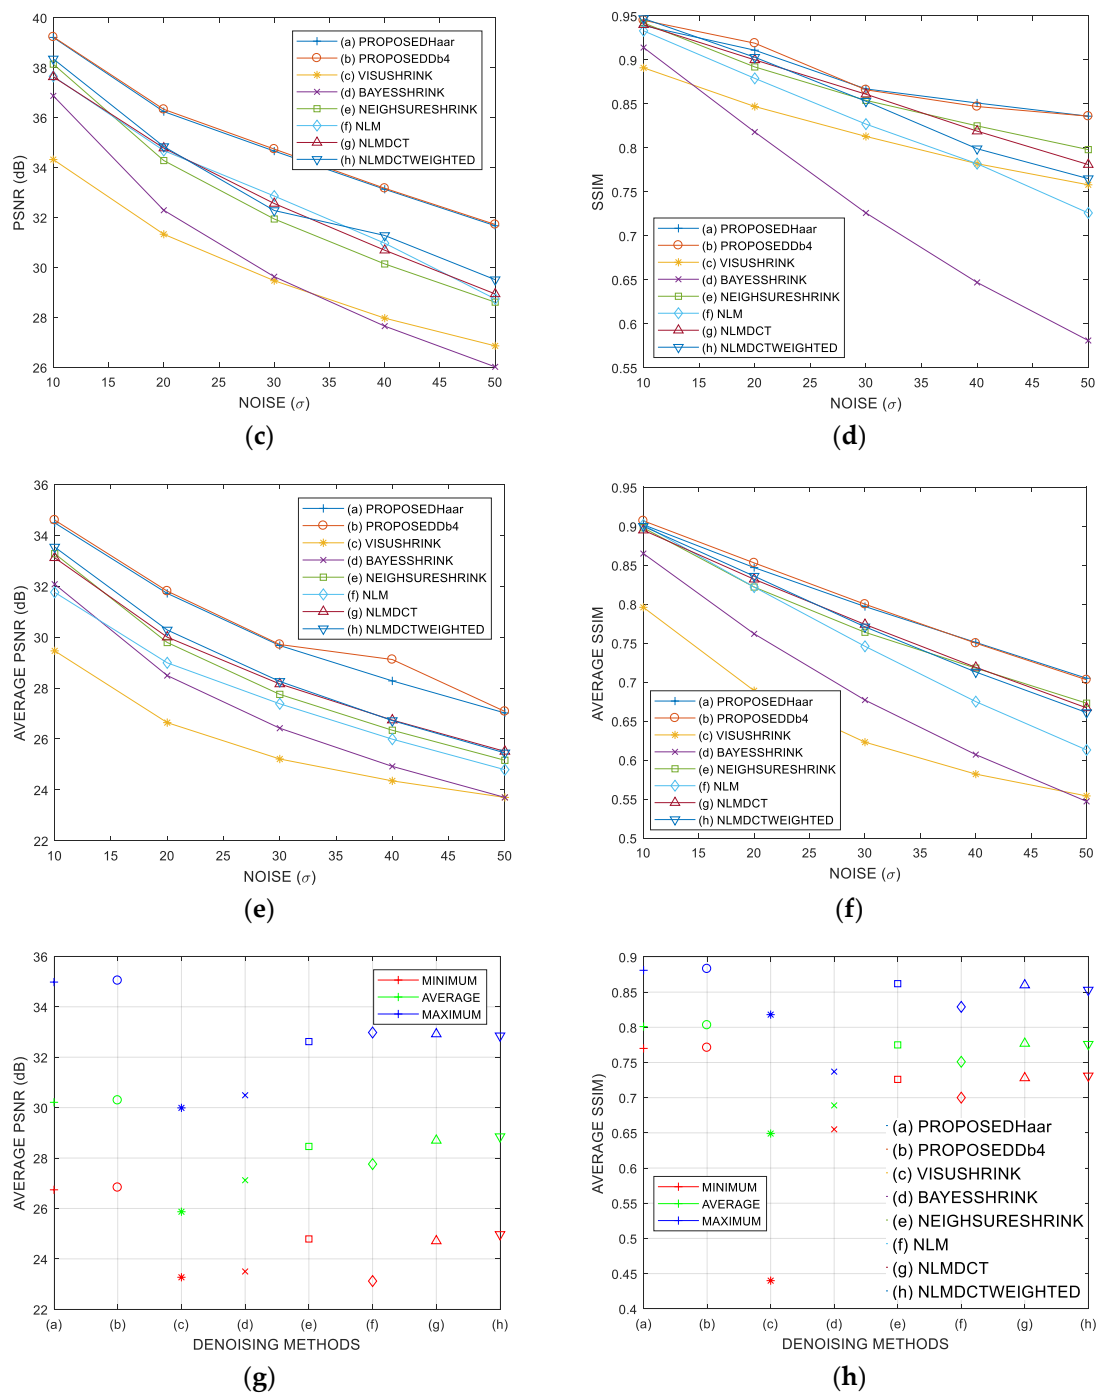 40
38
36
34
32
30
28
26
PSNR (dB)
(a) PROPOSEDHaar
(b) PROPOSEDDb4
(c) VISUSHRINK
(d) BAYESSHRINK
(e) NEIGHSURESHRINK
(f) NLM
(g) NLMDCT
(h) NLMDCTWEIGHTED
10 15 20 25 30 35 40 45 50
NOISE (σ)
(c)
0.95
0.9
0.85
0.8
0.75
0.7
0.65
0.6
0.55
SSIM
(a) PROPOSEDHaar
(b) PROPOSEDDb4
(c) VISUSHRINK
(d) BAYESSHRINK
(e) NEIGHSURESHRINK
(f) NLM
(g) NLMDCT
(h) NLMDCTWEIGHTED
10 15 20 25 30 35 40 45 50
NOISE (σ)
(d)
36
34
32
30
28
26
24
22
AVERAGE PSNR (dB)
(a) PROPOSEDHaar
(b) PROPOSEDDb4
(c) VISUSHRINK
(d) BAYESSHRINK
(e) NEIGHSURESHRINK
(f) NLM
(g) NLMDCT
(h) NLMDCTWEIGHTED
10 15 20 25 30 35 40 45 50
NOISE (σ)
(e)
0.95
0.9
0.85
0.8
0.75
0.7
0.65
0.6
0.55
0.5
AVERAGE SSIM
(a) PROPOSEDHaar
(b) PROPOSEDDb4
(c) VISUSHRINK
(d) BAYESSHRINK
(e) NEIGHSURESHRINK
(f) NLM
(g) NLMDCT
(h) NLMDCTWEIGHTED
10 15 20 25 30 35 40 45 50
NOISE (σ)
(f)
36
34
32
30
28
26
24
22
AVERAGE PSNR (dB)
MINIMUM
AVERAGE
MAXIMUM
(a) (b) (c) (d) (e) (f) (g) (h)
DENOISING METHODS
(g)
0.9
0.85
0.8
0.75
0.7
0.65
0.6
0.55
0.5
0.45
0.4
AVERAGE SSIM)
MINIMUM
AVERAGE
MAXIMUM
(a) PROPOSEDHaar
(b) PROPOSEDDb4
(c) VISUSHRINK
(d) BAYESSHRINK
(e) NEIGHSURESHRINK
(f) NLM
(g) NLMDCT
(h) NLMDCTWEIGHTED
(a) (b) (c) (d) (e) (f) (g) (h)
DENOISING METHODS
(h)